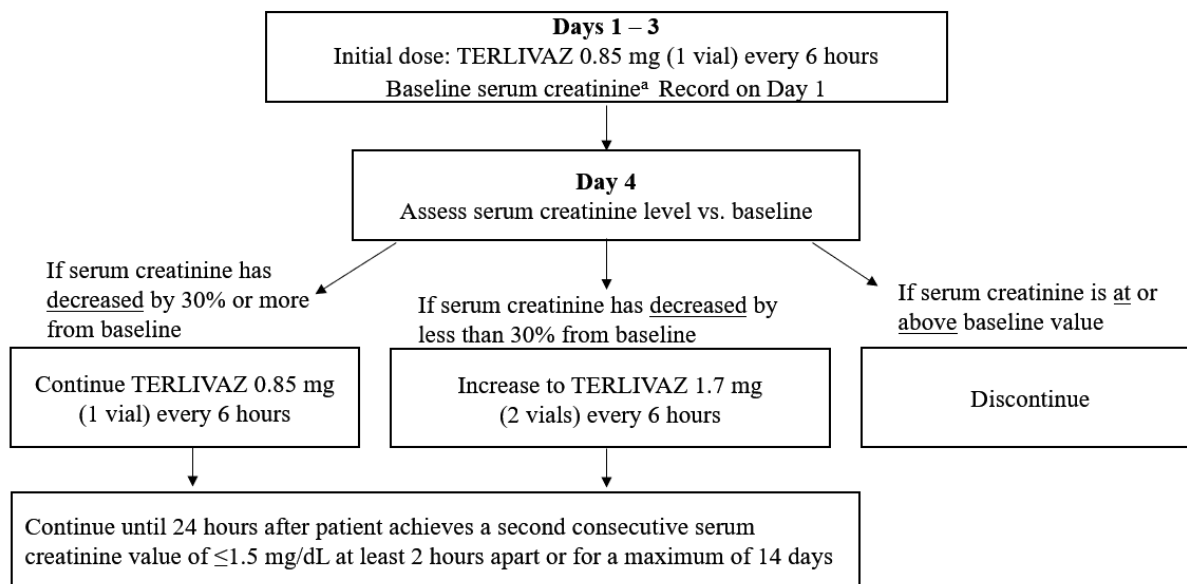 Days 1 – 3
Initial dose: TERLIVAZ 0.85 mg (1 vial) every 6 hours
Baseline serum creatinineᵃ Record on Day 1
Day 4
Assess serum creatinine level vs. baseline
If serum creatinine has
decreased by 30% or more
from baseline
If serum creatinine has decreased by
less than 30% from baseline
If serum creatinine is at or
above baseline value
Continue TERLIVAZ 0.85 mg
(1 vial) every 6 hours
Increase to TERLIVAZ 1.7 mg
(2 vials) every 6 hours
Discontinue
Continue until 24 hours after patient achieves a second consecutive serum
creatinine value of ≤1.5 mg/dL at least 2 hours apart or for a maximum of 14 days